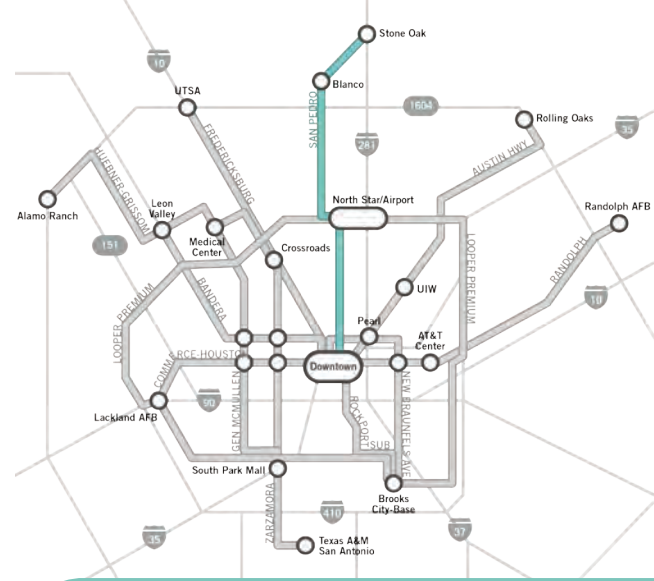 Stone Oak
10
Blanco
UTSA
1604
SAN PEDRO
FREDERICKSBURG
Rolling Oaks
35
281
AUSTIN HWY
HUEBNER-GRISSOM
Leon
Valley
North Star/Airport
Randolph AFB
Alamo Ranch
Medical
Center
151
Crossroads
LOOPER PREMIUM
RANDOLPH
UIW
10
BANDERA
LOOPER PREMIUM
Pearl
AT&T
Center
COMMERCE-HOUSTON
Downtown
90
GEN MCMULLEN
ROCKPORT
NEW BRAUNFELS AVE
Lackland AFB
SUB
South Park Mall
Brooks
City-Base
ZARZAMORA
410
35
37
Texas A&M
San Antonio